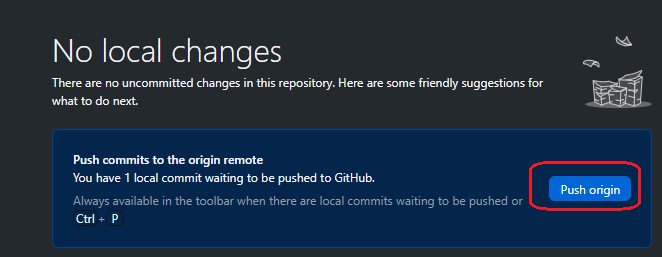 No local changes
There are no uncommitted changes in this repository. Here are some friendly suggestions for
what to do next.
Push commits to the origin remote
You have 1 local commit waiting to be pushed to GitHub.
Always available in the toolbar when there are local commits waiting to be pushed or
Ctrl + P
Push origin